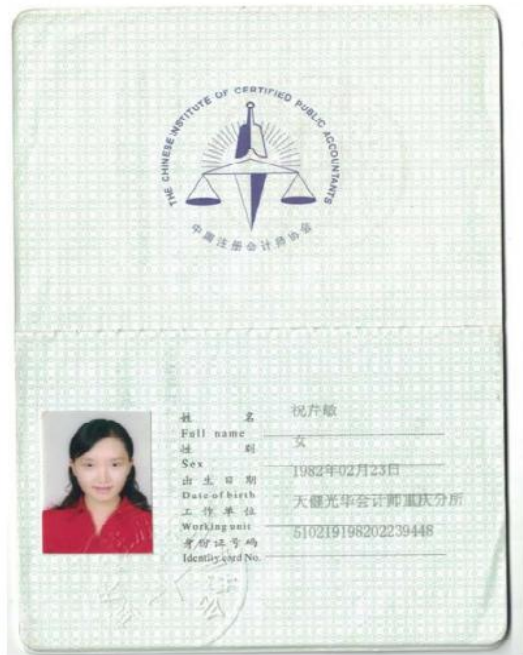 THE CHINESE INSTITUTE OF CERTIFIED PUBLIC ACCOUNTANTS
中国注册会计师协会
姓 名 祝芹敏
Full name
性 别 女
Sex
出生日期 1982年02月23日
Date of birth
工作单位 天健光华会计师重庆分所
Working unit
身份证号码 510219198202239448
Identity card No.